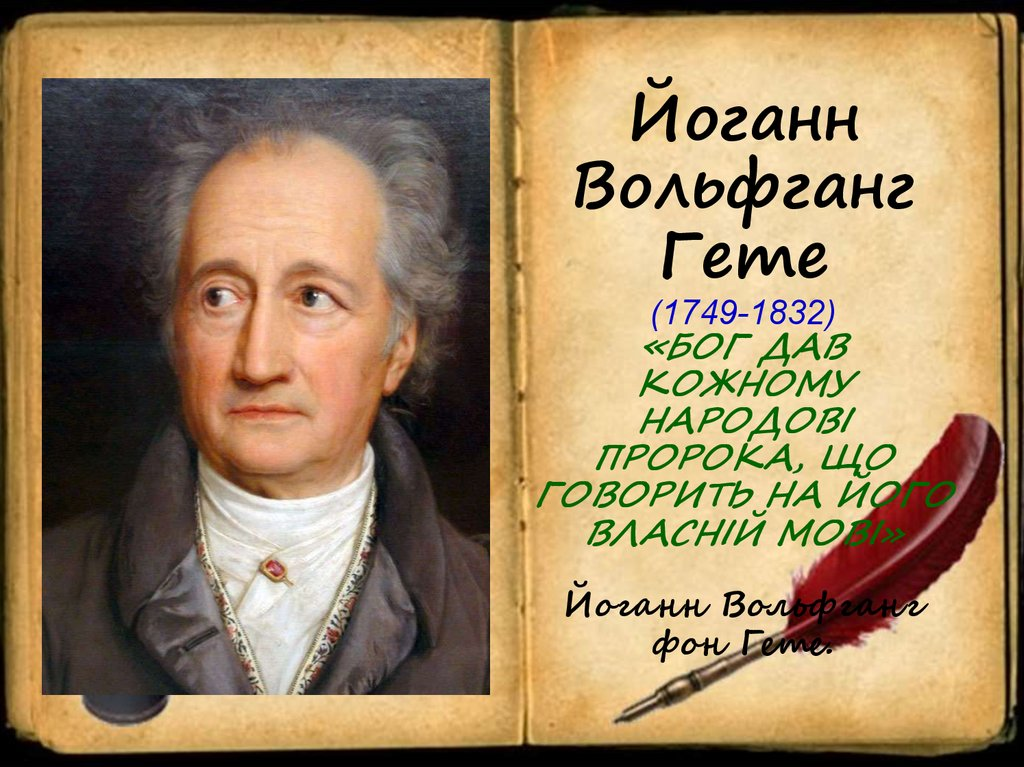 Йоганн
Вольфганг
Гете
(1749-1832)
«БОГ ДАВ
КОЖНОМУ
НАРОДОВІ
ПРОРОКА, ЩО
ГОВОРИТЬ НА ЙОГО
ВЛАСНІЙ МОВІ»
Йоганн Вольфганг
фон Гете.